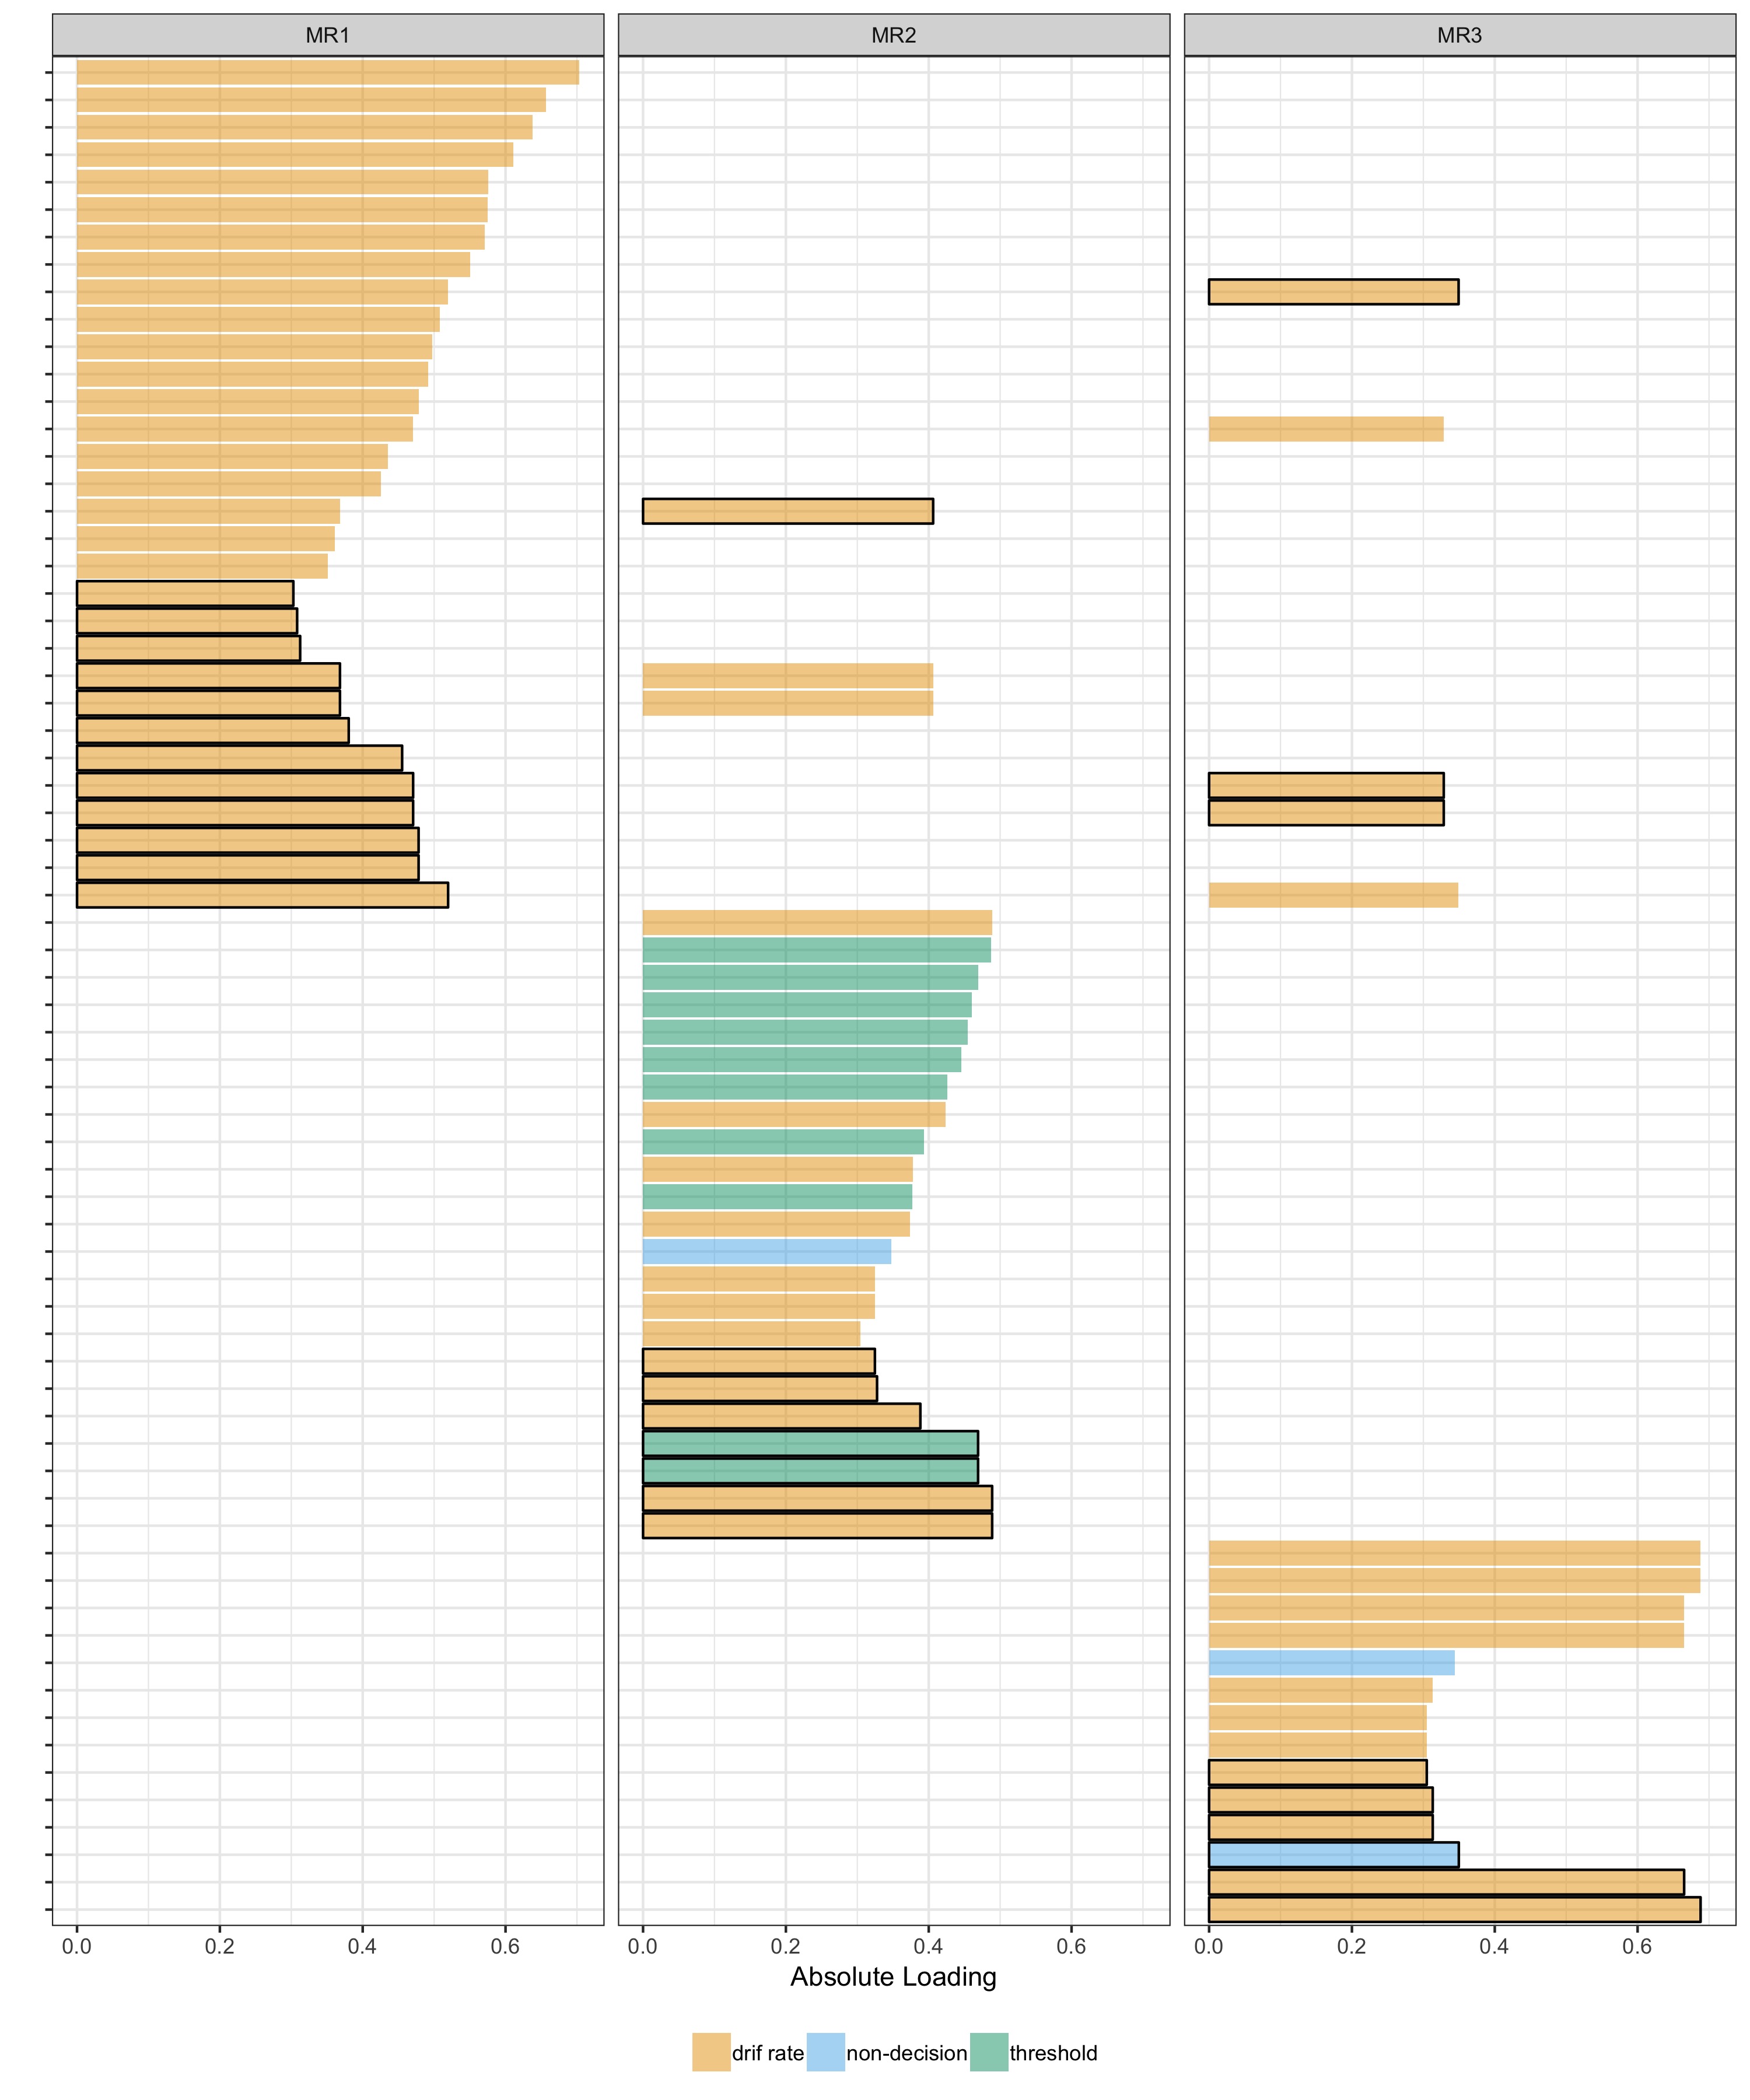 MR1 MR2 MR3
0.0 0.2 0.4 0.6 0.0 0.2 0.4 0.6 0.0 0.2 0.4 0.6
Absolute Loading
drif rate non-decision threshold